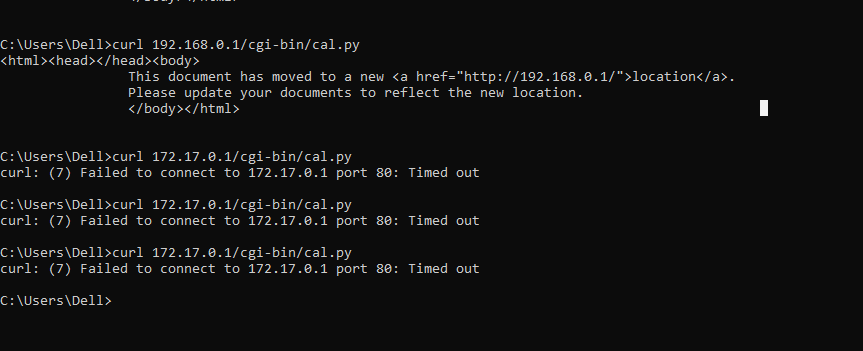 C:\Users\Dell>curl 192.168.0.1/cgi-bin/cal.py
<html><head></head><body>
This document has moved to a new <a href="http://192.168.0.1/">location</a>.
Please update your documents to reflect the new location.
</body></html>
C:\Users\Dell>curl 172.17.0.1/cgi-bin/cal.py
curl: (7) Failed to connect to 172.17.0.1 port 80: Timed out
C:\Users\Dell>curl 172.17.0.1/cgi-bin/cal.py
curl: (7) Failed to connect to 172.17.0.1 port 80: Timed out
C:\Users\Dell>curl 172.17.0.1/cgi-bin/cal.py
curl: (7) Failed to connect to 172.17.0.1 port 80: Timed out
C:\Users\Dell>